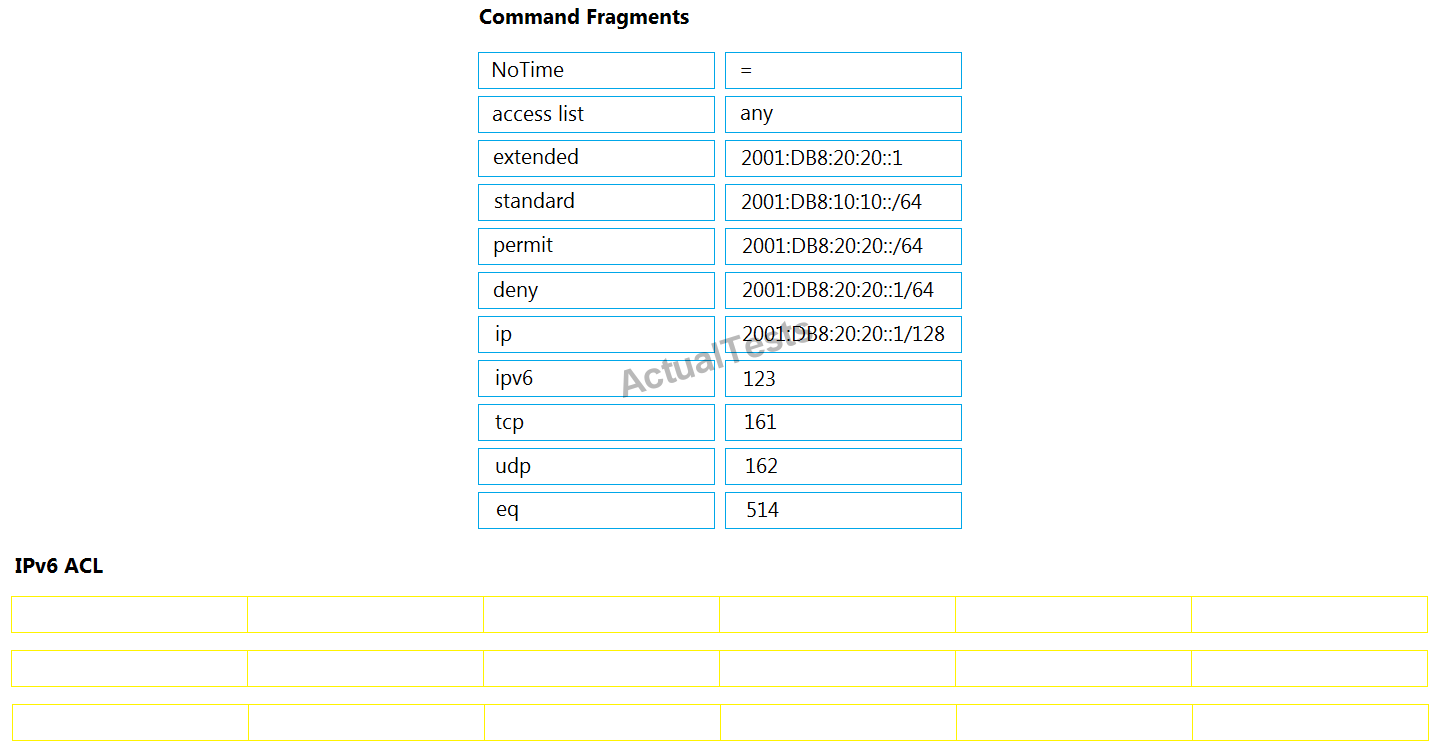 Command Fragments
NoTime =
access list any
extended 2001:DB8:20:20::1
standard 2001:DB8:10:10::/64
permit 2001:DB8:20:20::/64
deny 2001:DB8:20:20::1/64
ip 2001:DB8:20:20::1/128
ActualTests
ipv6 123
tcp 161
udp 162
eq 514
IPv6 ACL